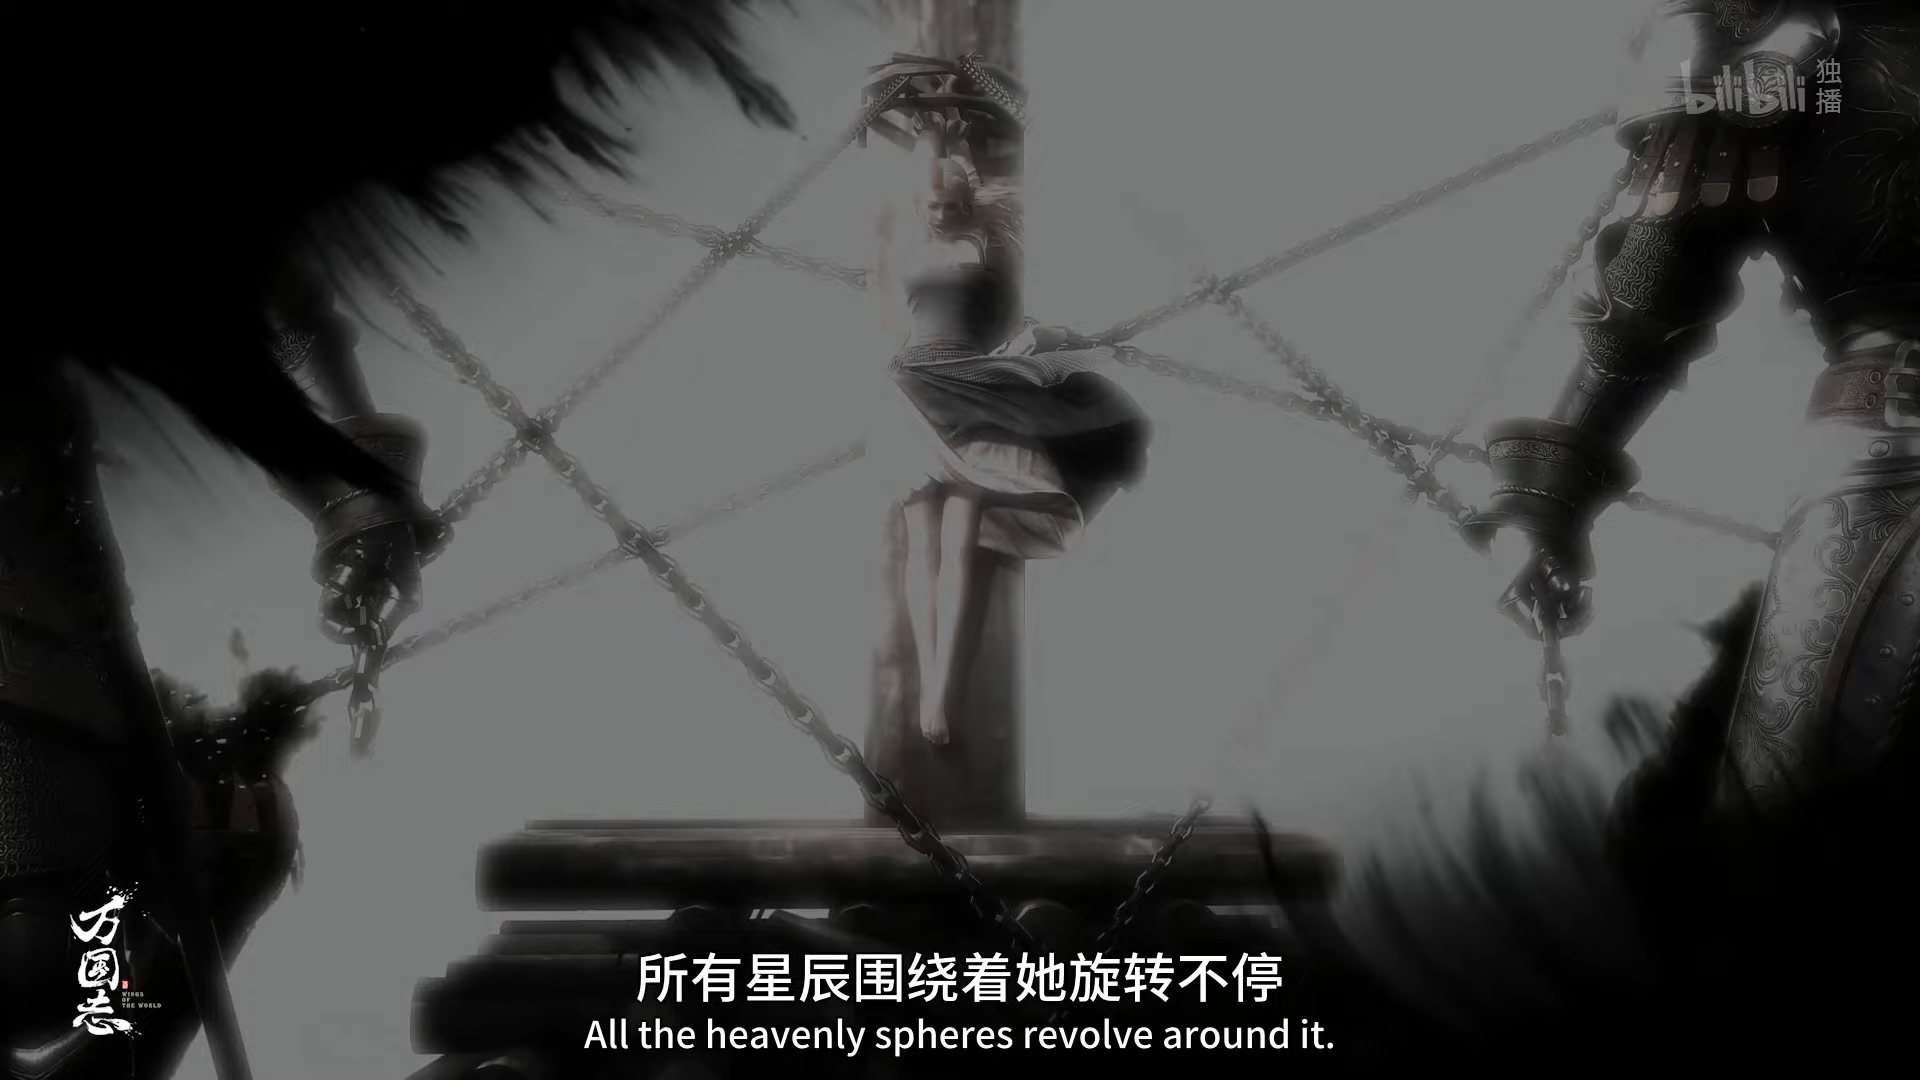 bilibili 独播
万国志
WINGS
OF
THE WORLD
所有星辰围绕着她旋转不停
All the heavenly spheres revolve around it.